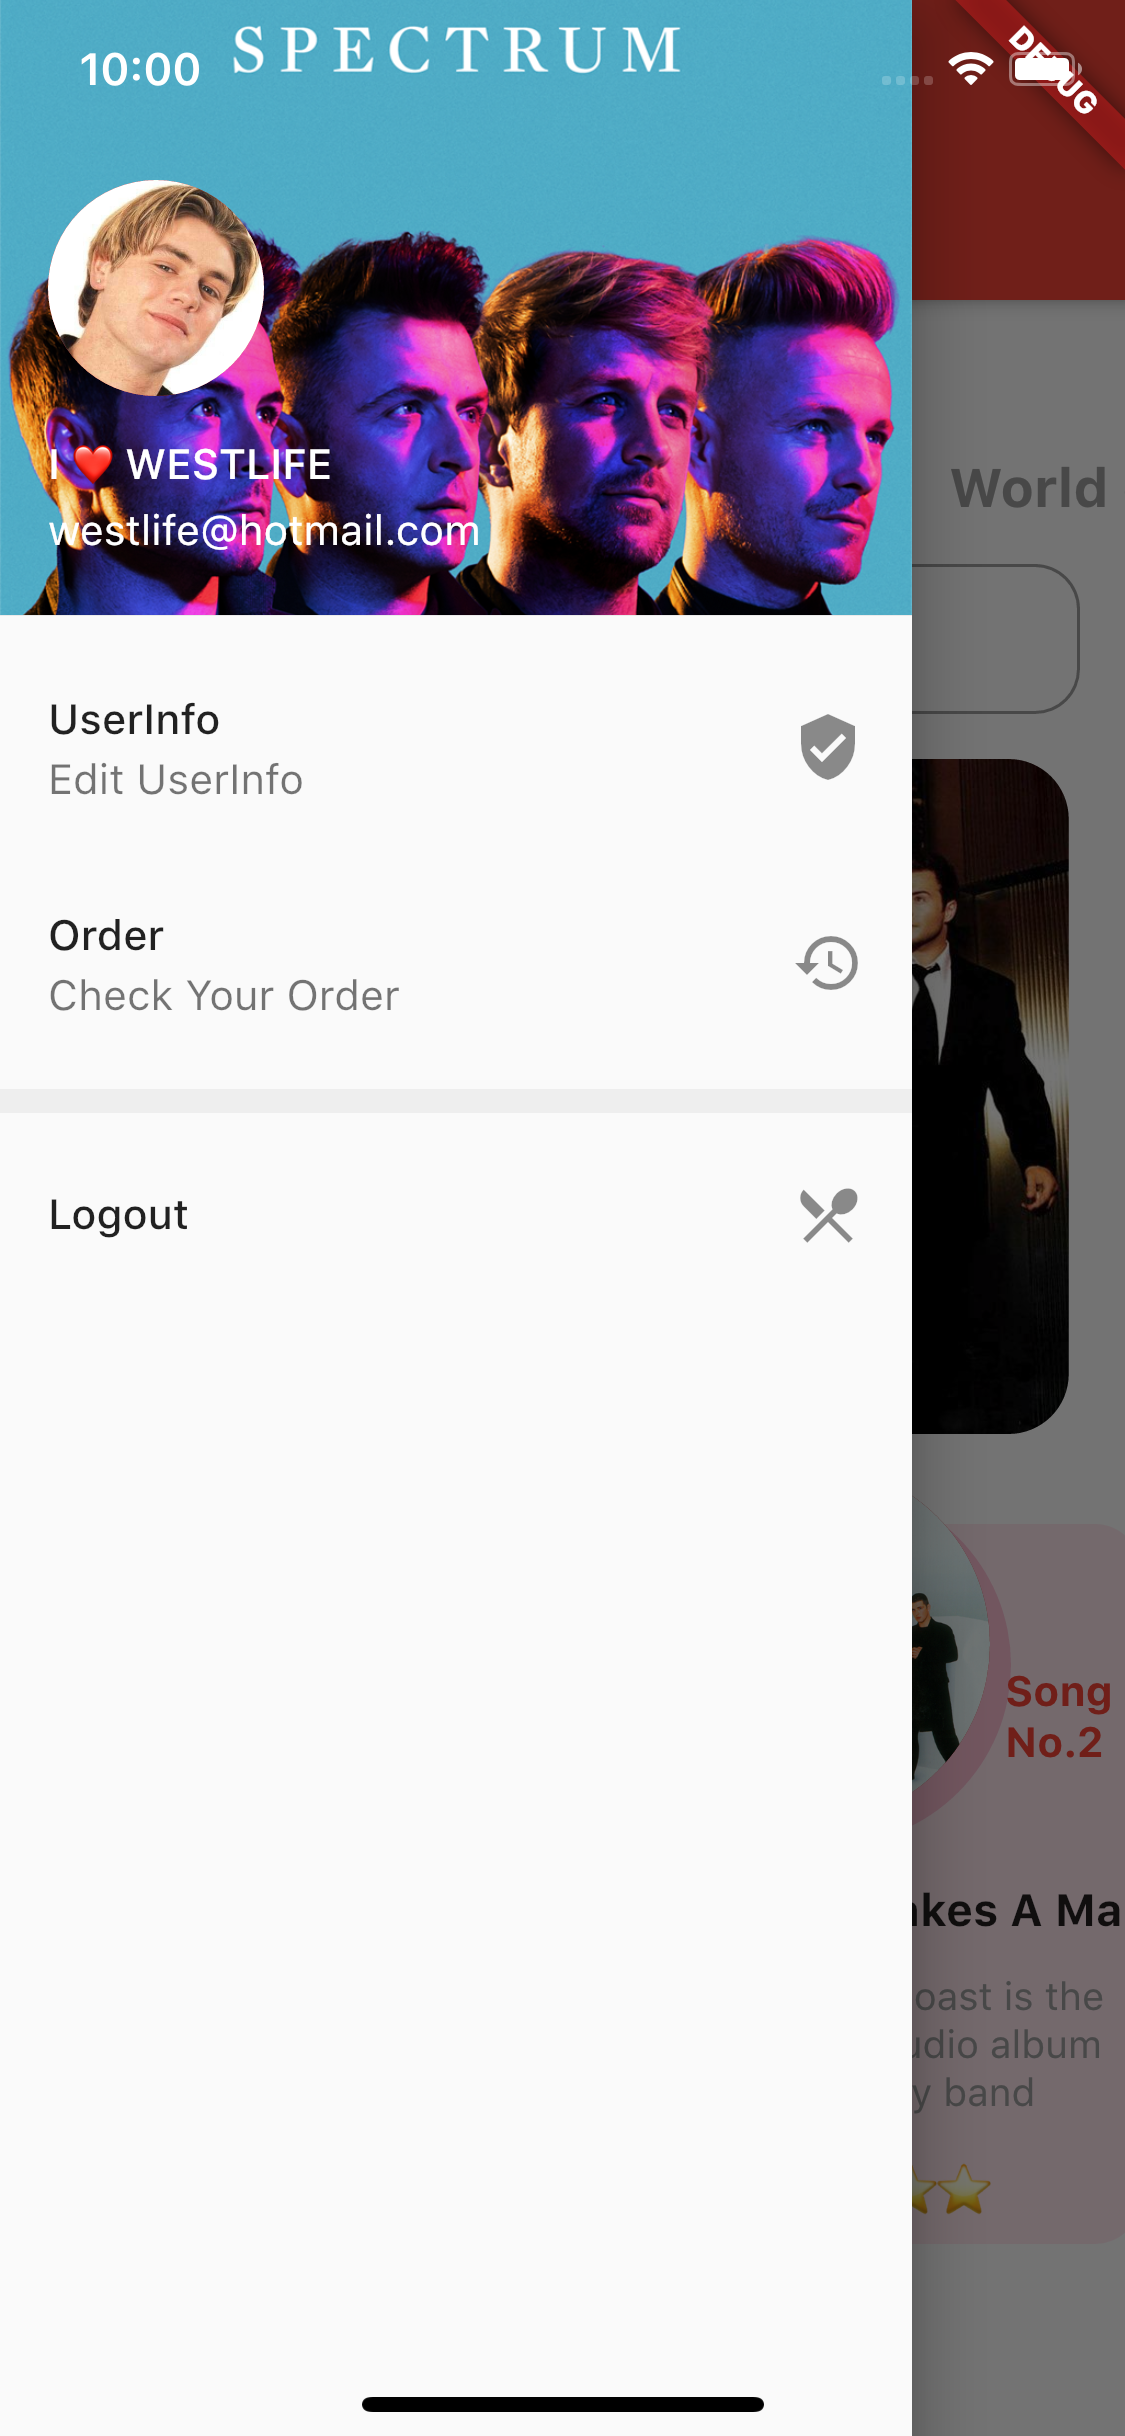 SPECTRUM
10:00
DEBUG
I ❤️ WESTLIFE
westlife@hotmail.com
World
UserInfo
Edit UserInfo
Order
Check Your Order
Logout
Song
No.2
akes A Ma
oast is the
udio album
y band